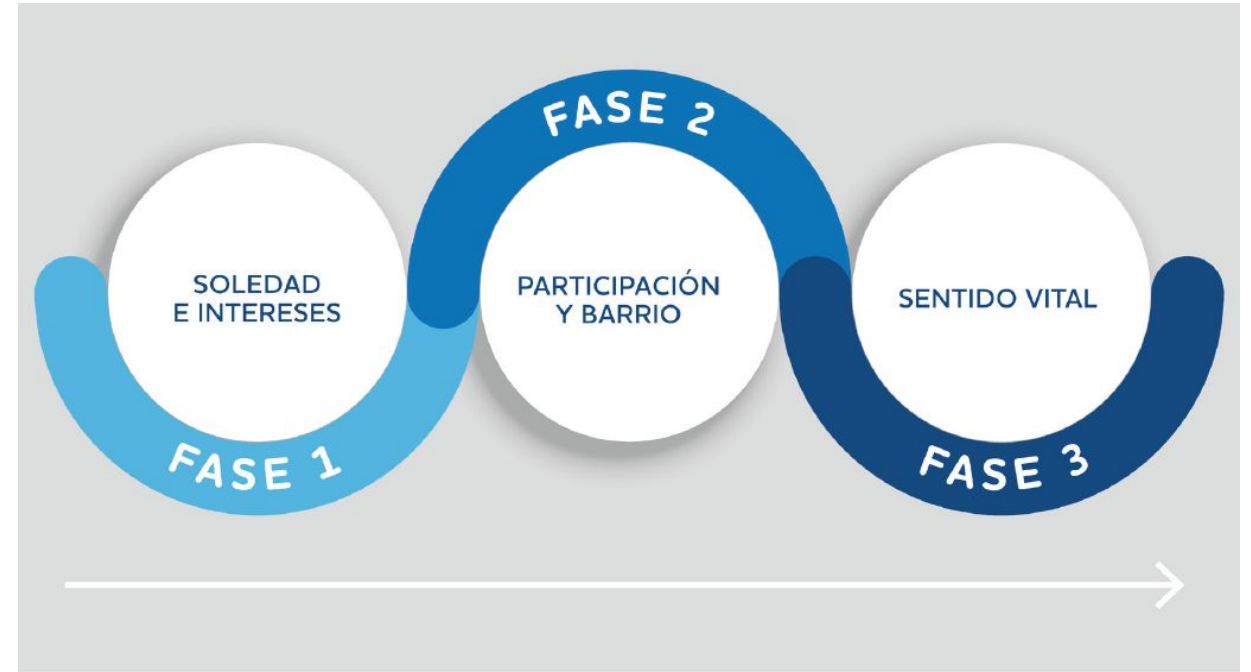 FASE 1
SOLEDAD
E INTERESES
FASE 2
PARTICIPACIÓN
Y BARRIO
FASE 3
SENTIDO VITAL